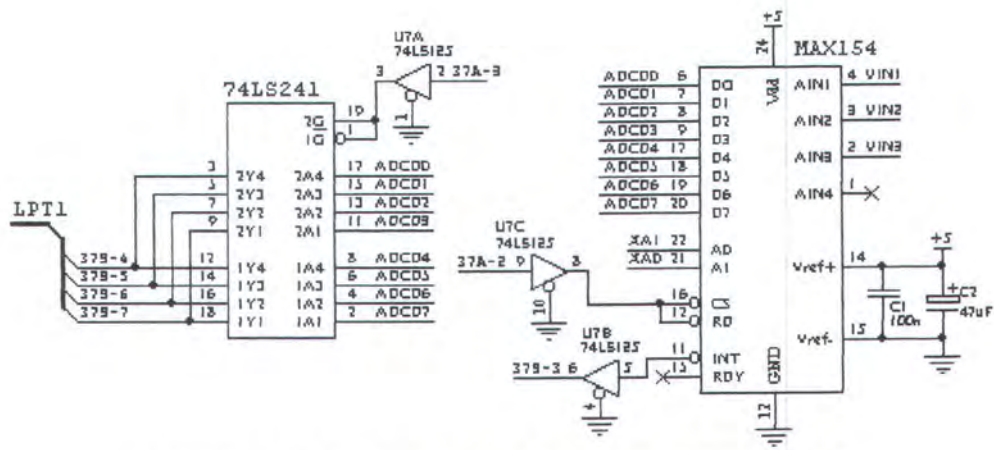 U7A
74LS125
3
2 37A-3
1
74LS241
2G 19
1G 1
3 2Y4 2A4 17 ADCD0
5 2Y3 2A3 15 ADCD1
7 2Y2 2A2 13 ADCD2
9 2Y1 2A1 11 ADCD3
LPT1
379-4 12 1Y4 1A4 8 ADCD4
379-5 14 1Y3 1A3 6 ADCD5
379-6 16 1Y2 1A2 4 ADCD6
379-7 18 1Y1 1A1 2 ADCD7
+5
24
MAX154
Vdd
ADCD0 6 D0
ADCD1 7 D1
ADCD2 8 D2
ADCD3 9 D3
ADCD4 17 D4
ADCD5 18 D5
ADCD6 19 D6
ADCD7 20 D7
AIN1 4 VIN1
AIN2 3 VIN2
AIN3 2 VIN3
AIN4 1
XA1 22 A0
XA0 21 A1
U7C
74LS125
37A-2 9 8
10
16 CS
12 RD
U7B
74LS125
379-3 6 5
4
11 INT
15 RDY
Vref+ 14
+5
C1
100n
C2
47uF
+
Vref- 15
GND
12